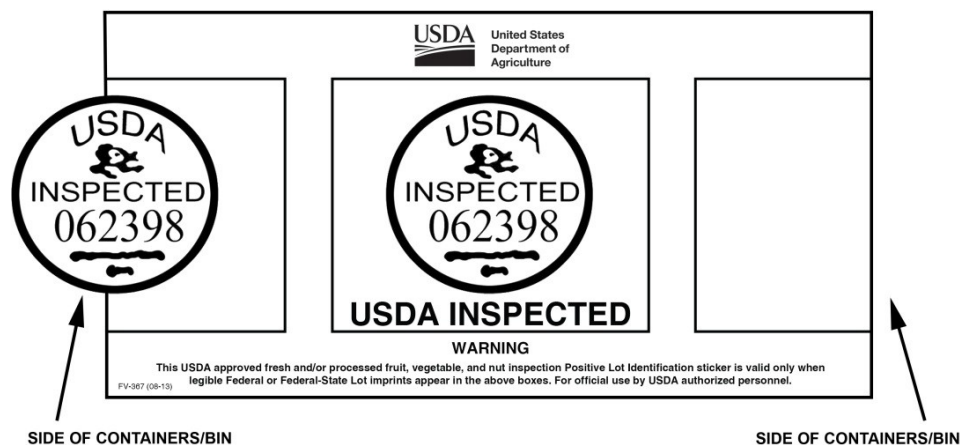 USDA
United States
Department of
Agriculture
USDA
INSPECTED
062398
USDA
INSPECTED
062398
USDA INSPECTED
WARNING
This USDA approved fresh and/or processed fruit, vegetable, and nut inspection Positive Lot Identification sticker is valid only when
legible Federal or Federal-State Lot imprints appear in the above boxes. For official use by USDA authorized personnel.
FV-367 (08-13)
SIDE OF CONTAINERS/BIN
SIDE OF CONTAINERS/BIN